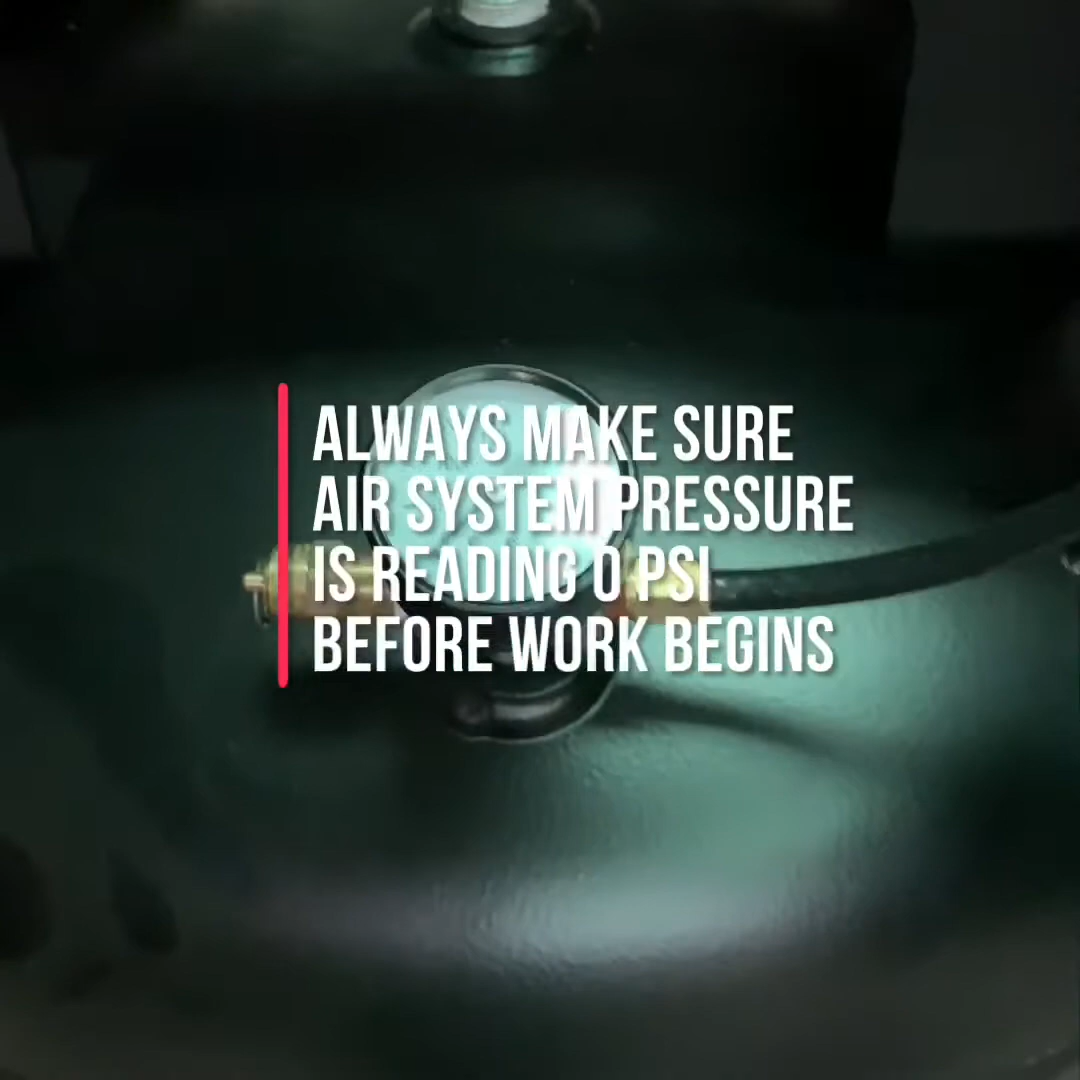 ALWAYS MAKE SURE
AIR SYSTEM PRESSURE
IS READING 0 PSI
BEFORE WORK BEGINS